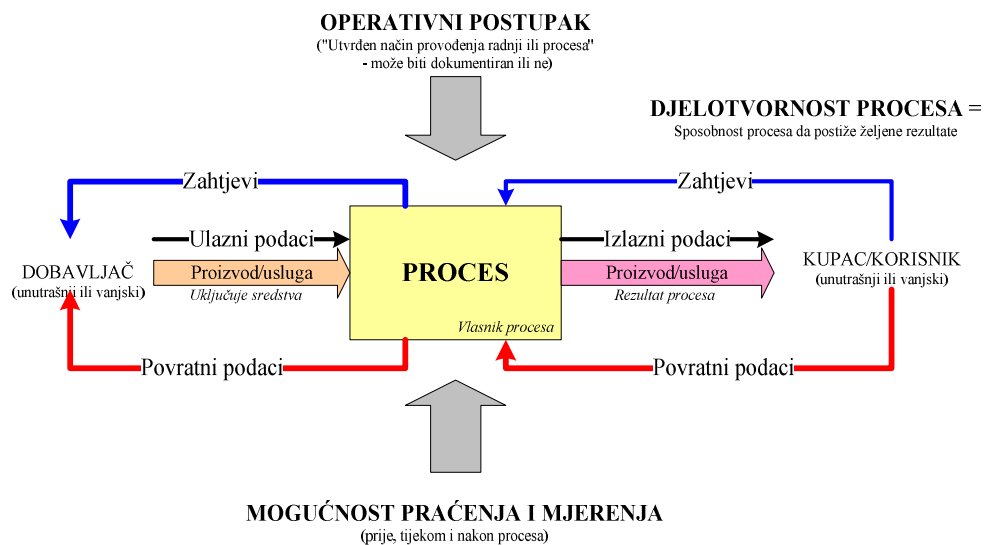 OPERATIVNI POSTUPAK
("Utvrđen način provođenja radnji ili procesa"
- može biti dokumentiran ili ne)
DJELOTVORNOST PROCESA =
Sposobnost procesa da postiže željene rezultate
Zahtjevi
Zahtjevi
Ulazni podaci
Izlazni podaci
DOBAVLJAČ
(unutrašnji ili vanjski)
Proizvod/usluga
Uključuje sredstva
PROCES
Vlasnik procesa
Proizvod/usluga
Rezultat procesa
KUPAC/KORISNIK
(unutrašnji ili vanjski)
Povratni podaci
Povratni podaci
MOGUĆNOST PRAĆENJA I MJERENJA
(prije, tijekom i nakon procesa)